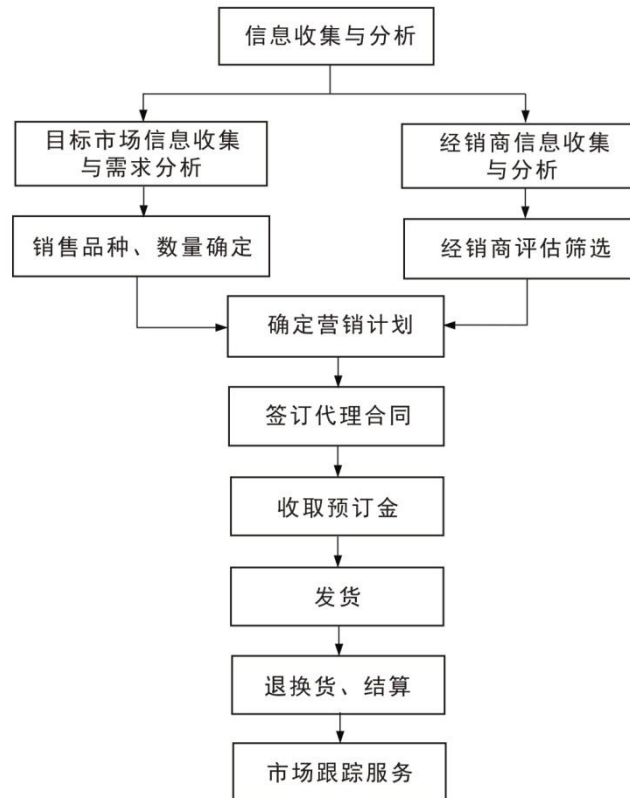 信息收集与分析
目标市场信息收集
与需求分析
经销商信息收集
与分析
销售品种、数量确定
经销商评估筛选
确定营销计划
签订代理合同
收取预订金
发货
退换货、结算
市场跟踪服务